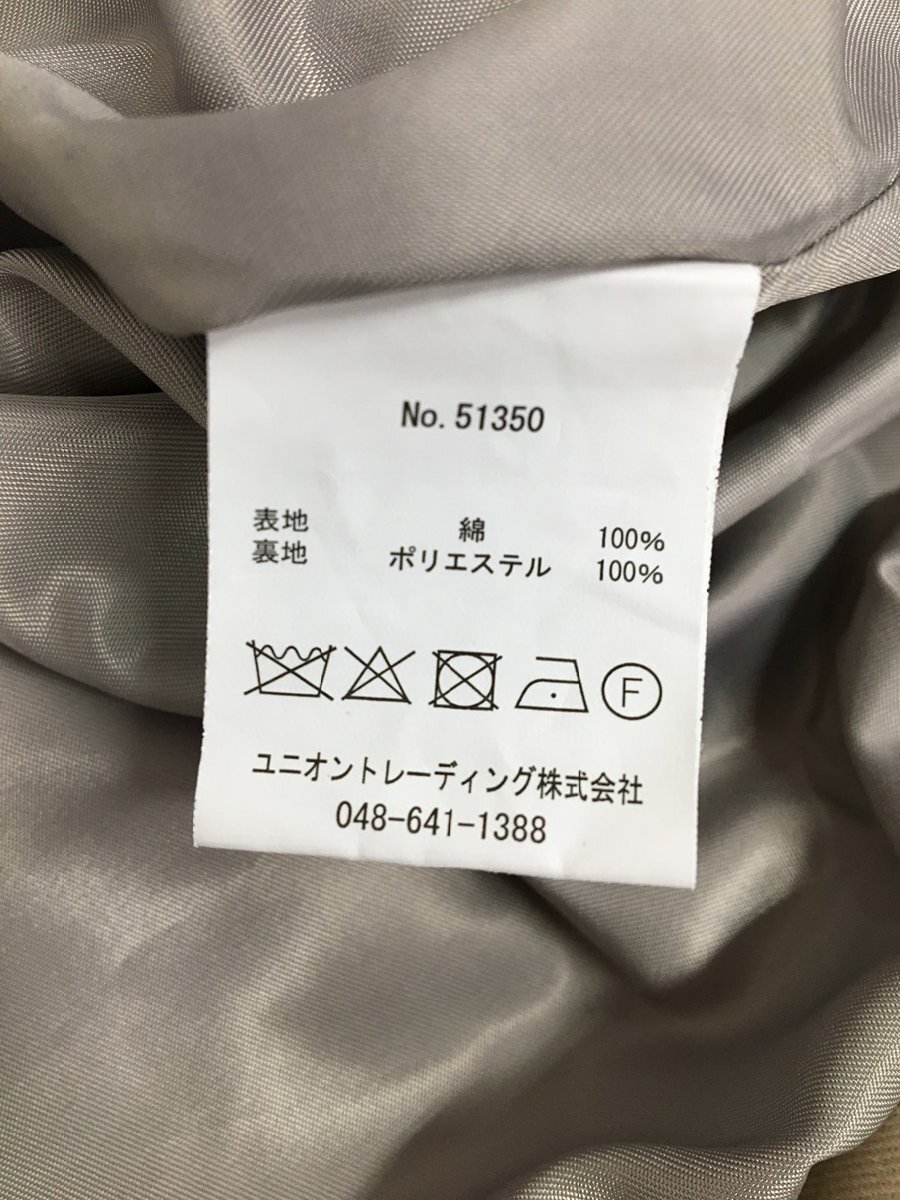 No. 51350
表地 綿 100%
裏地 ポリエステル 100%
F
ユニオントレーディング株式会社
048-641-1388